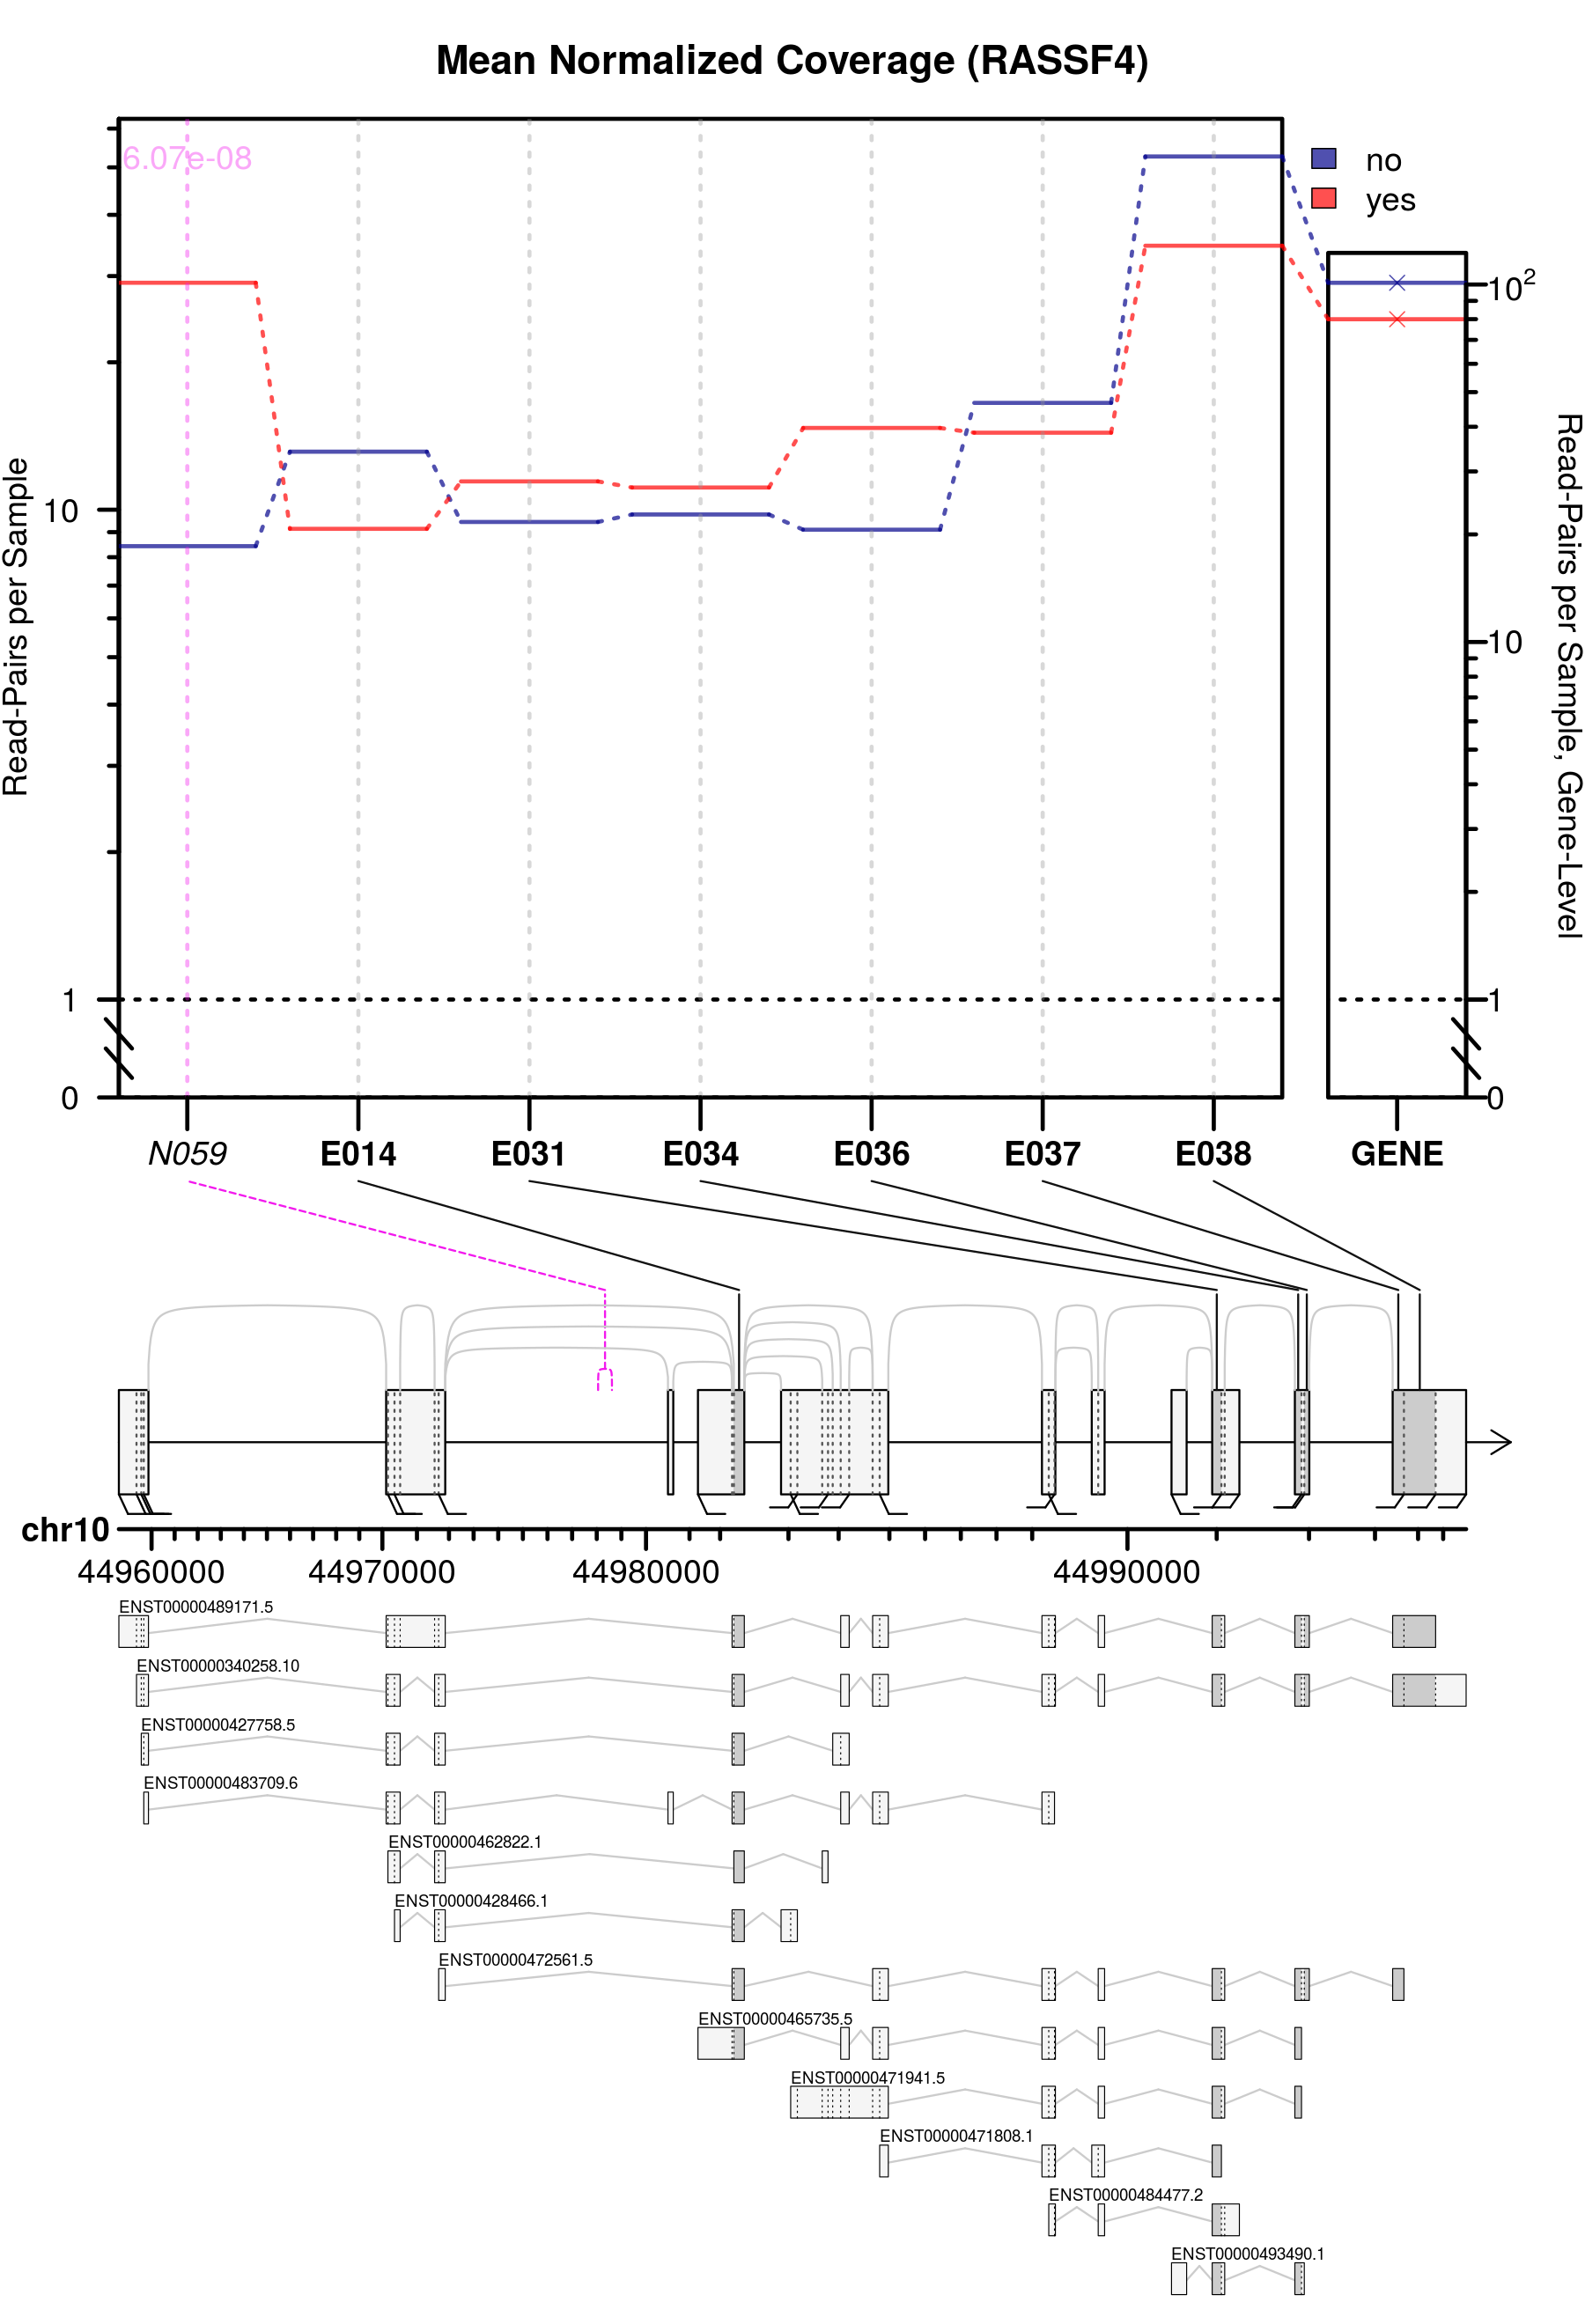 Mean Normalized Coverage (RASSF4)
6.07e-08
no
yes
Read-Pairs per Sample
10
1
0
10²
10
1
0
Read-Pairs per Sample, Gene-Level
N059 E014 E031 E034 E036 E037 E038 GENE
chr10
44960000 44970000 44980000 44990000
ENST00000489171.5
ENST00000340258.10
ENST00000427758.5
ENST00000483709.6
ENST00000462822.1
ENST00000428466.1
ENST00000472561.5
ENST00000465735.5
ENST00000471941.5
ENST00000471808.1
ENST00000484477.2
ENST00000493490.1